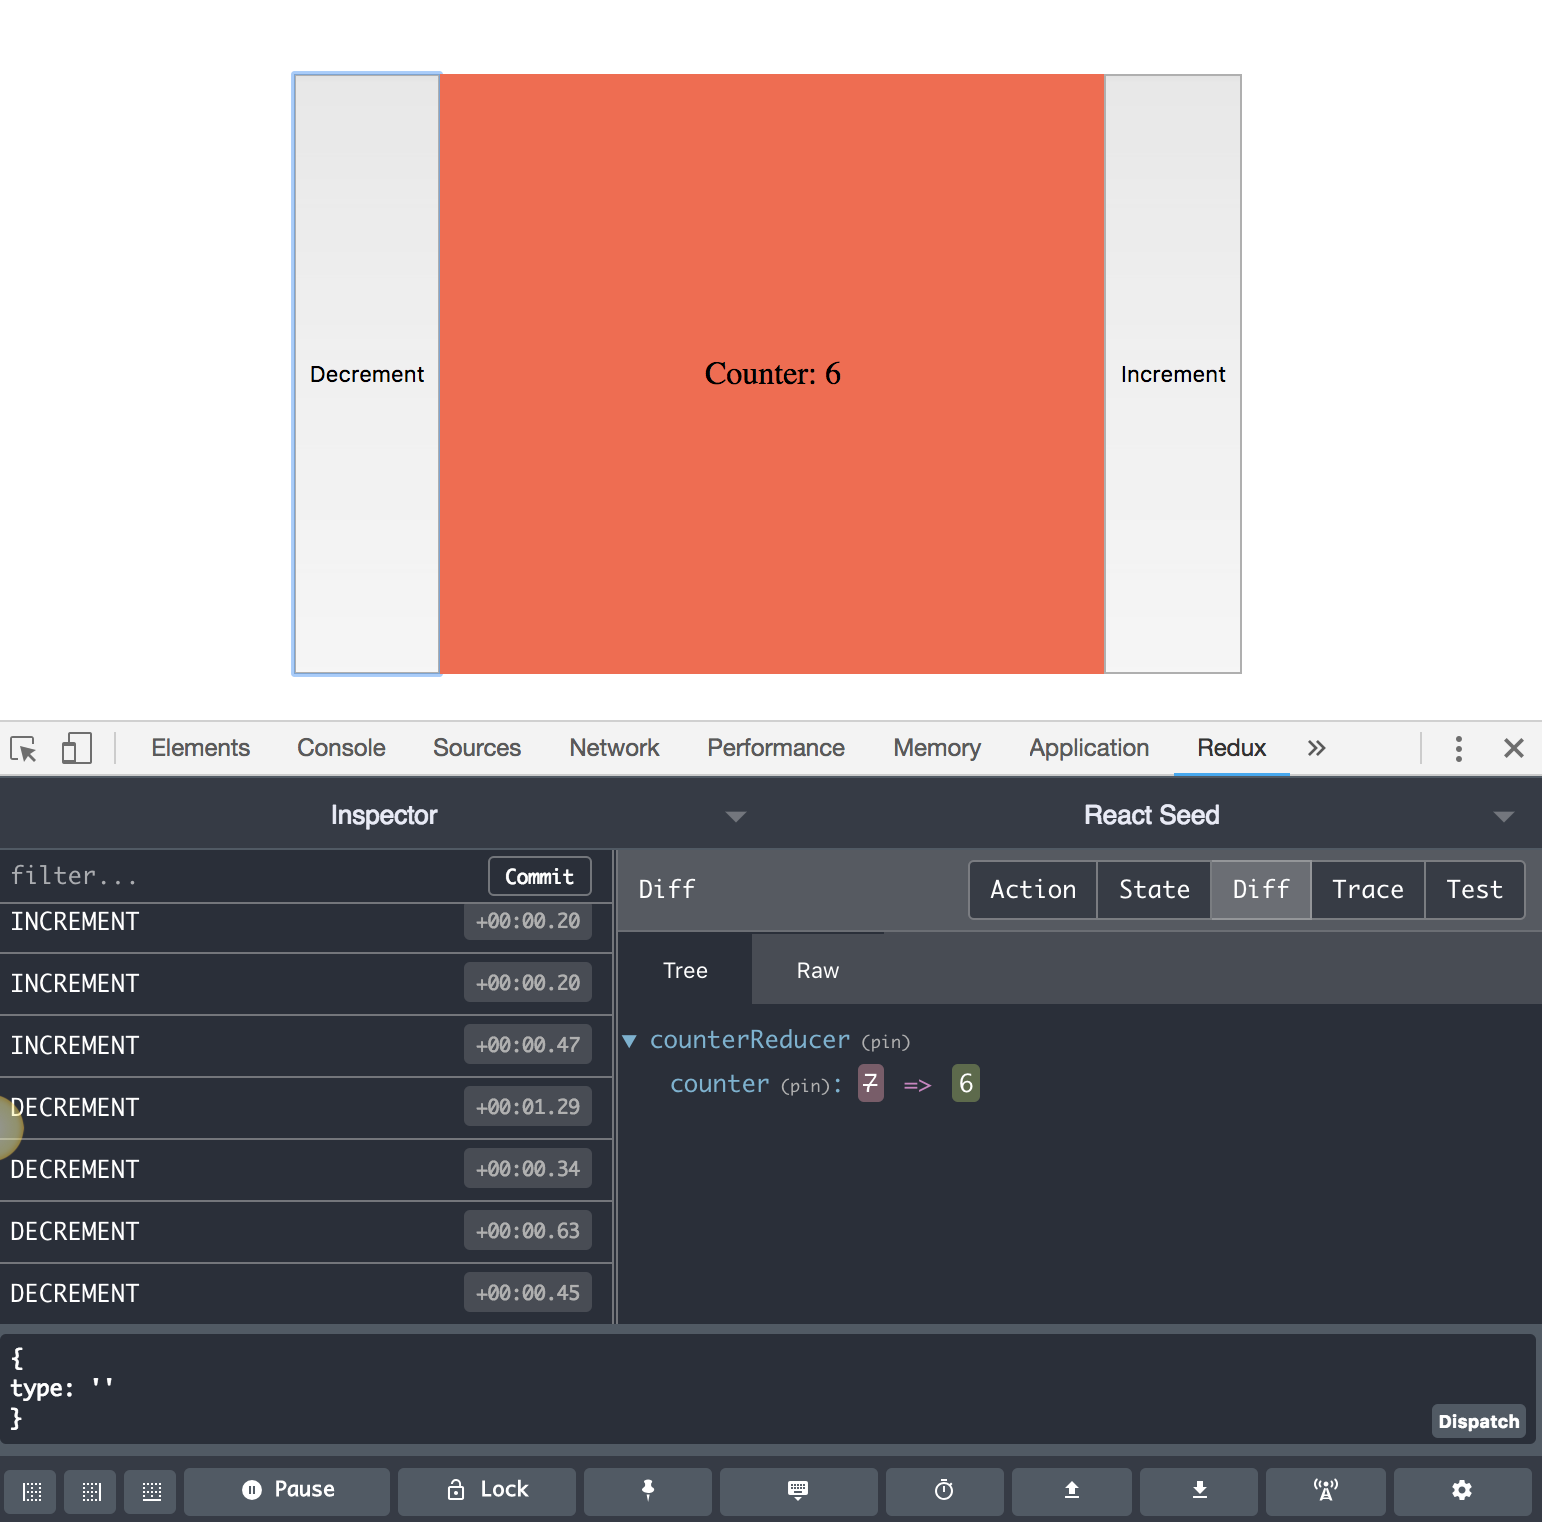 Decrement
Counter: 6
Increment
Elements Console Sources Network Performance Memory Application Redux »
Inspector React Seed
filter... Commit
INCREMENT +00:00.20
INCREMENT +00:00.20
INCREMENT +00:00.47
DECREMENT +00:01.29
DECREMENT +00:00.34
DECREMENT +00:00.63
DECREMENT +00:00.45
Diff Action State Diff Trace Test
Tree Raw
counterReducer (pin)
counter (pin): 7 => 6
{
type: ''
}
Dispatch
Pause Lock